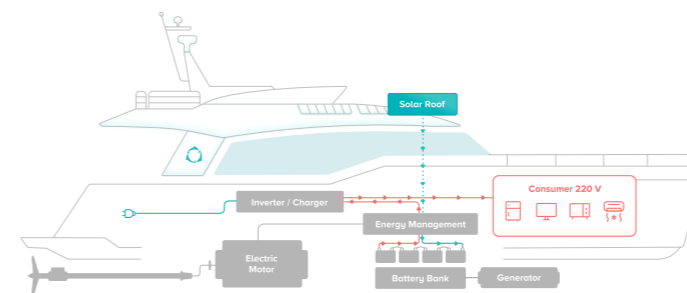 Solar Roof
Consumer 220 V
Inverter / Charger
Energy Management
Electric
Motor
Battery Bank
Generator